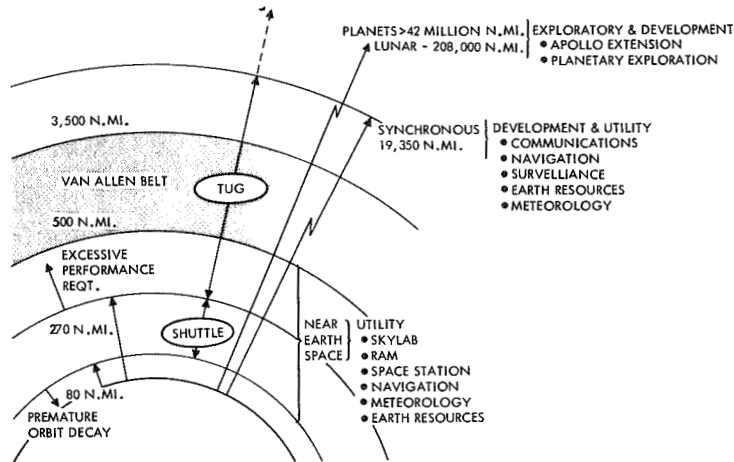 PLANETS>42 MILLION N.MI.
LUNAR - 208,000 N.MI.
EXPLORATORY & DEVELOPMENT
● APOLLO EXTENSION
● PLANETARY EXPLORATION
3,500 N.MI.
SYNCHRONOUS
19,350 N.MI.
DEVELOPMENT & UTILITY
● COMMUNICATIONS
● NAVIGATION
● SURVELLIANCE
● EARTH RESOURCES
● METEOROLOGY
VAN ALLEN BELT
TUG
500 N.MI.
EXCESSIVE
PERFORMANCE
REQT.
270 N.MI.
SHUTTLE
NEAR
EARTH
SPACE
UTILITY
● SKYLAB
● RAM
● SPACE STATION
● NAVIGATION
● METEOROLOGY
● EARTH RESOURCES
80 N.MI.
PREMATURE
ORBIT DECAY